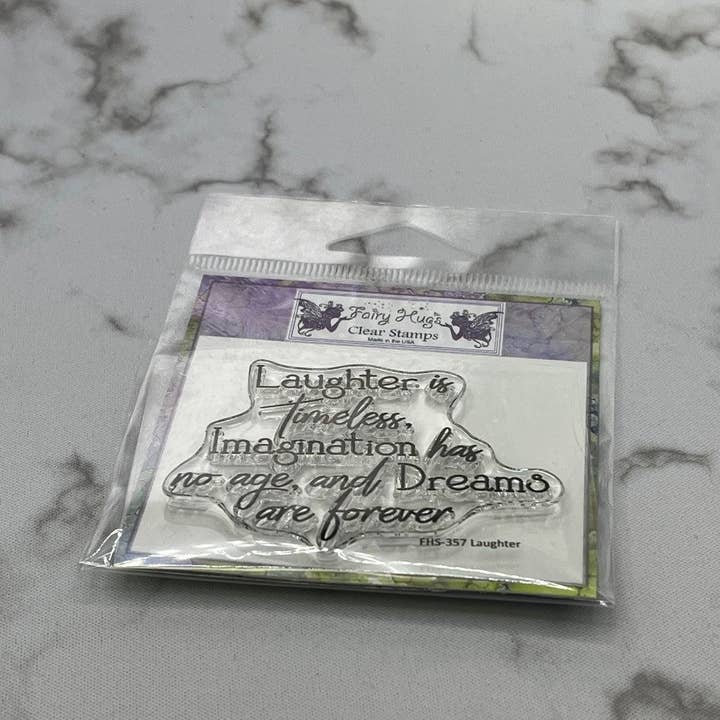 Fairy Hugs
Clear Stamps
Made in the USA
Laughter is
timeless,
Imagination has
no age, and Dreams
are forever
FHS-357 Laughter